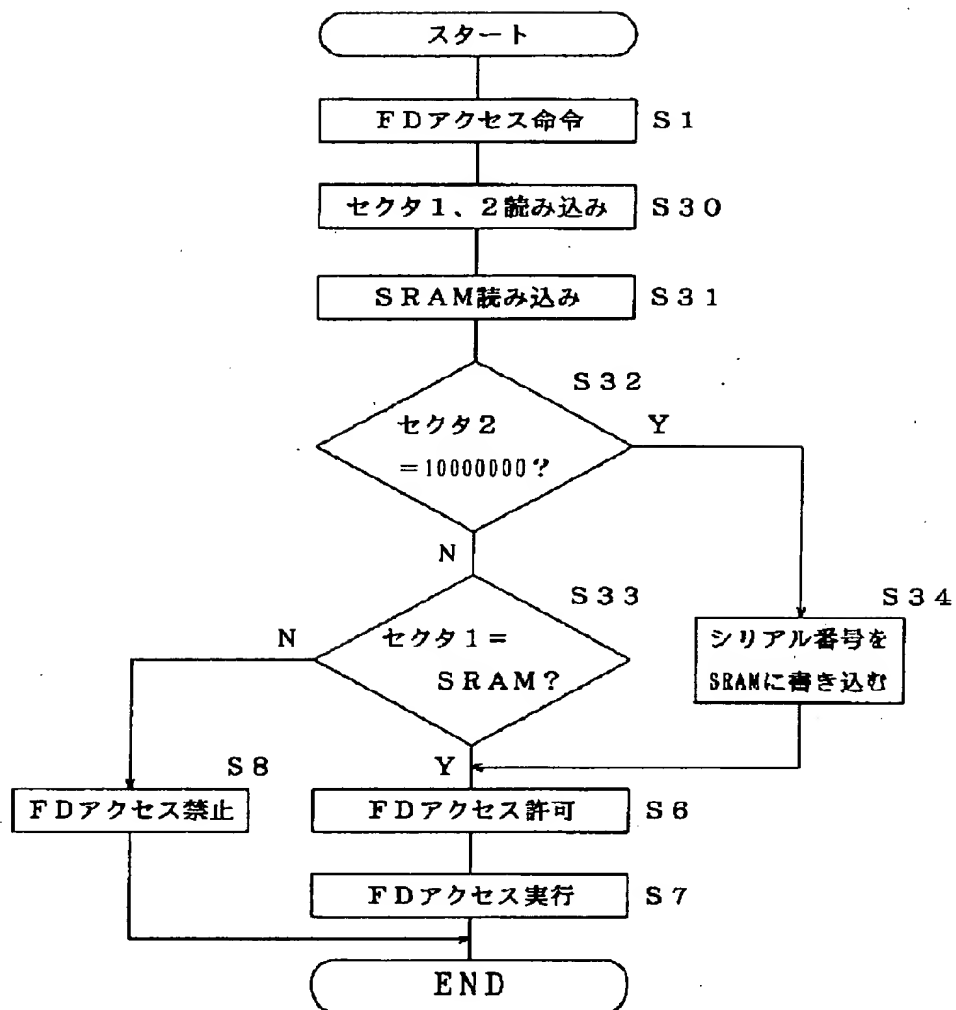 スタート
FDアクセス命令 S1
セクタ1、2読み込み S30
SRAM読み込み S31
S32
セクタ2
=10000000?
Y
N
S33
セクタ1=
SRAM?
N
S34
シリアル番号を
SRAMに書き込む
Y
S8
FDアクセス禁止
FDアクセス許可 S6
FDアクセス実行 S7
END